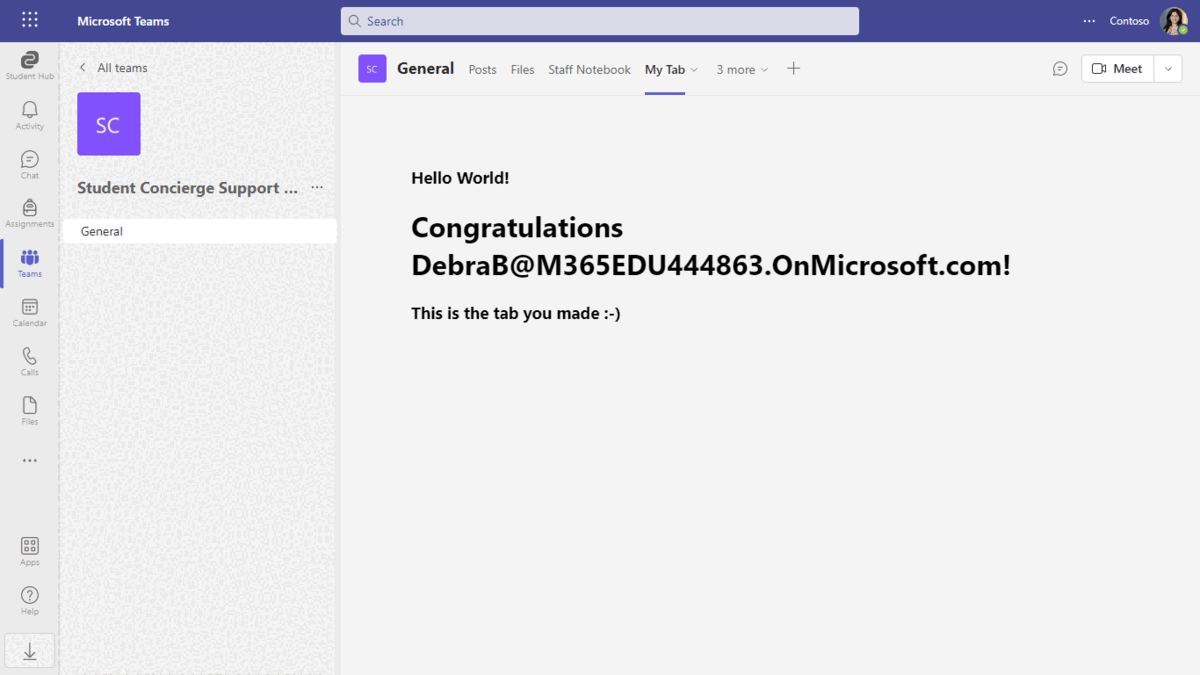 Microsoft Teams
Search
Contoso
Student Hub
Activity
Chat
Assignments
Teams
Calendar
Calls
Files
Apps
Help
All teams
SC
Student Concierge Support ...
General
SC
General Posts Files Staff Notebook My Tab 3 more
Meet
Hello World!
Congratulations
DebraB@M365EDU444863.OnMicrosoft.com!
This is the tab you made :-)